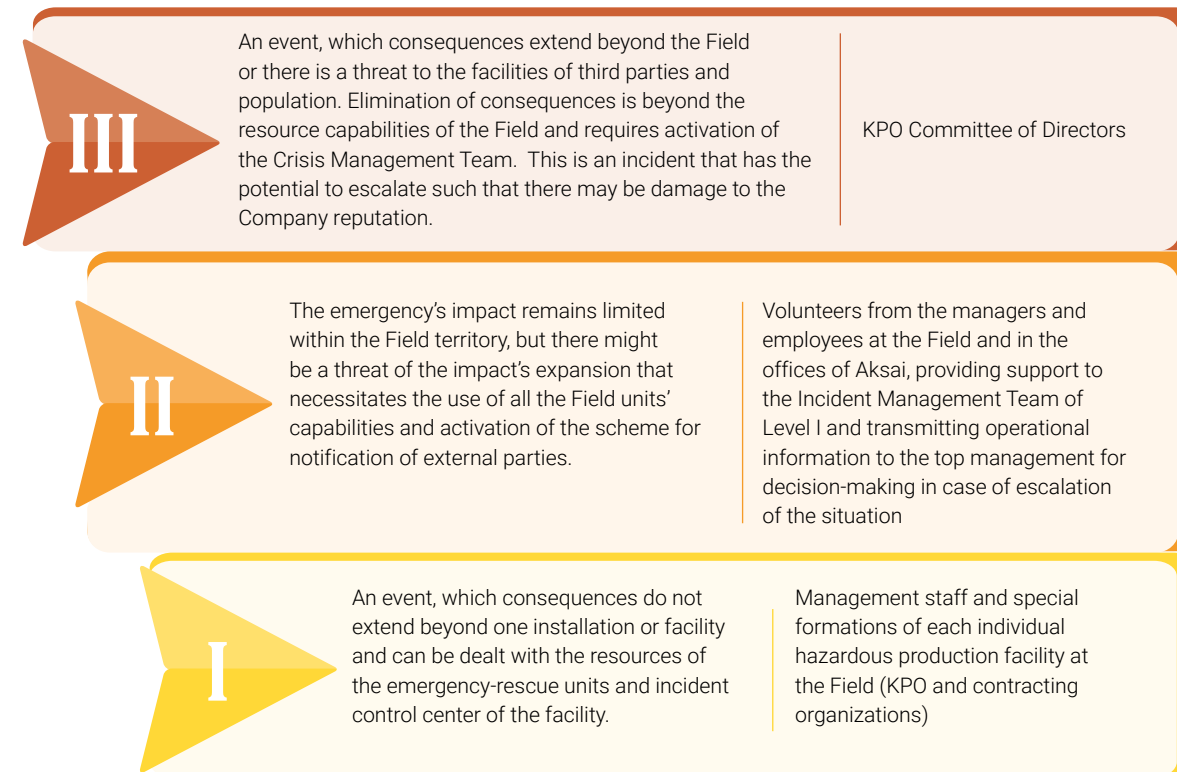 III
An event, which consequences extend beyond the Field
or there is a threat to the facilities of third parties and
population. Elimination of consequences is beyond the
resource capabilities of the Field and requires activation of
the Crisis Management Team.  This is an incident that has the
potential to escalate such that there may be damage to the
Company reputation.
KPO Committee of Directors
II
The emergency’s impact remains limited
within the Field territory, but there might
be a threat of the impact’s expansion that
necessitates the use of all the Field units’
capabilities and activation of the scheme for
notification of external parties.
Volunteers from the managers and
employees at the Field and in the
offices of Aksai, providing support to
the Incident Management Team of
Level I and transmitting operational
information to the top management for
decision-making in case of escalation
of the situation
I
An event, which consequences do not
extend beyond one installation or facility
and can be dealt with the resources of
the emergency-rescue units and incident
control center of the facility.
Management staff and special
formations of each individual
hazardous production facility at
the Field (KPO and contracting
organizations)